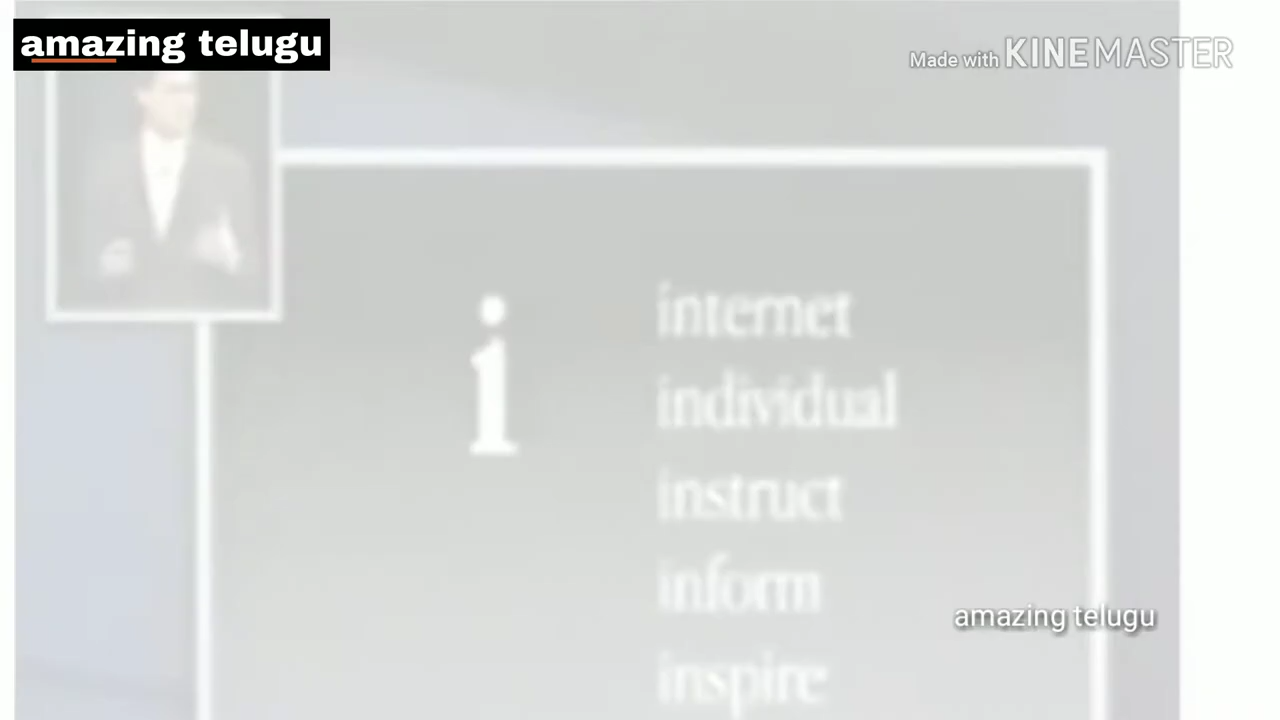 amazing telugu
Made with KINEMASTER
i
internet
individual
instruct
inform
inspire
amazing telugu